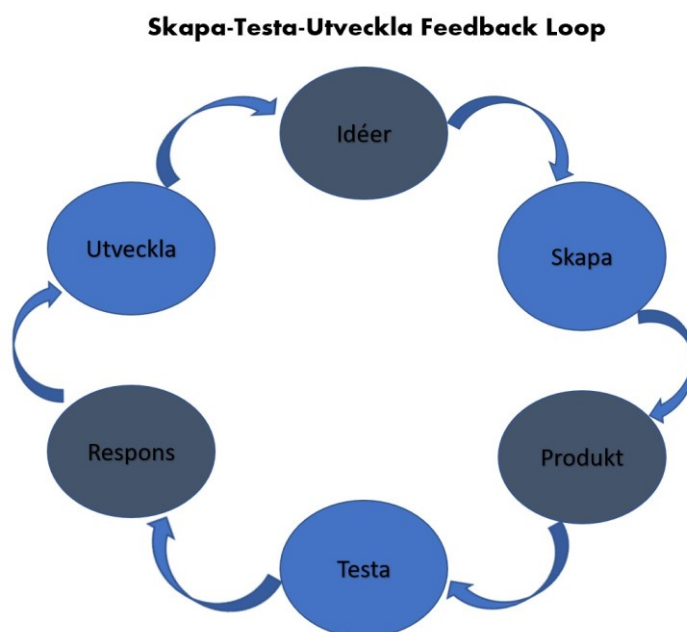 Skapa-Testa-Utveckla Feedback Loop
Idéer
Skapa
Produkt
Testa
Respons
Utveckla